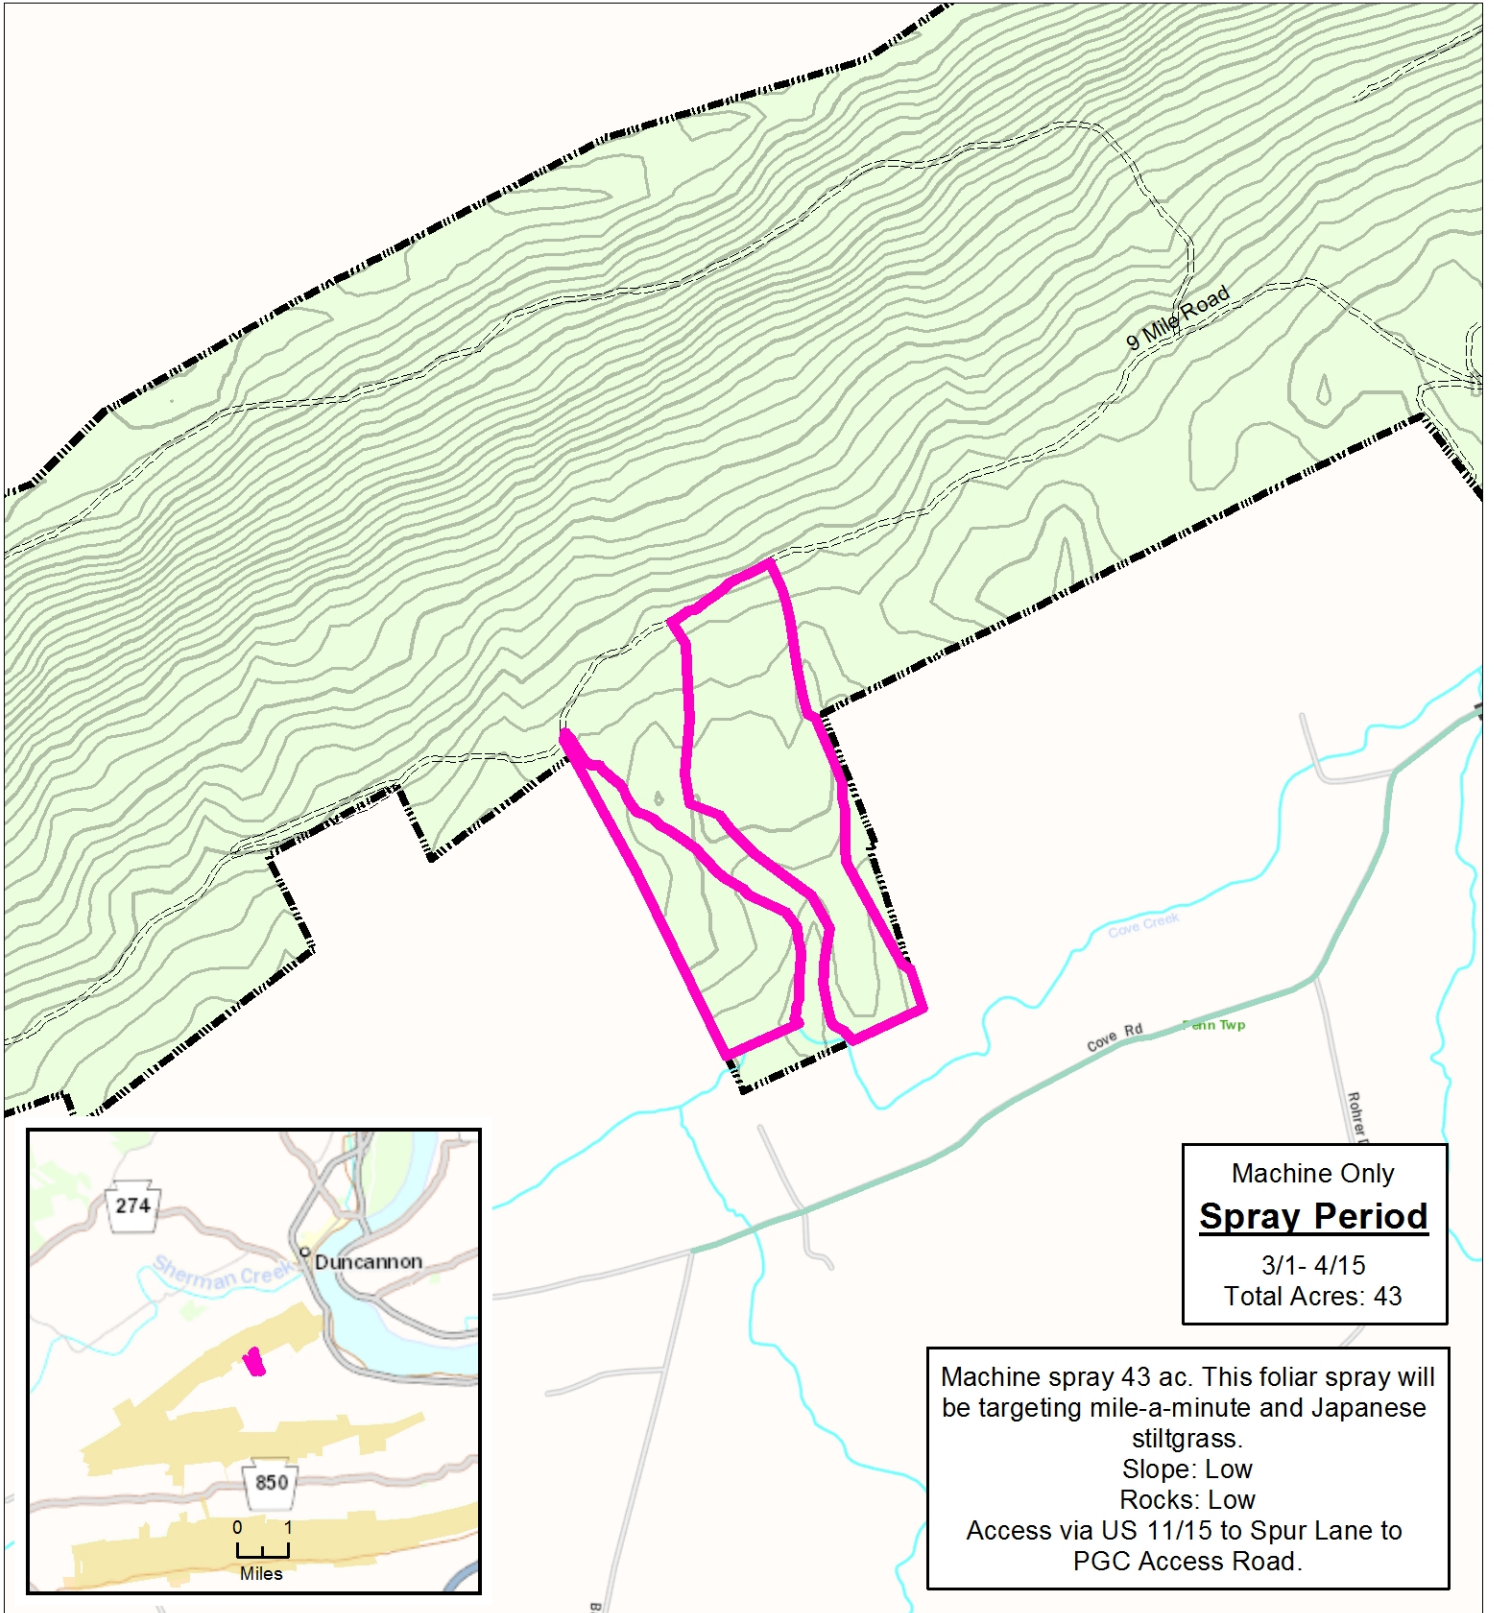 9 Mile Road
Cove Creek
Cove Rd
Penn Twp
274
Duncannon
Sherman Creek
850
0 1
Miles
Machine Only
Spray Period
3/1- 4/15
Total Acres: 43
Machine spray 43 ac. This foliar spray will
be targeting mile-a-minute and Japanese
stiltgrass.
Slope: Low
Rocks: Low
Access via US 11/15 to Spur Lane to
PGC Access Road.
Rohrer